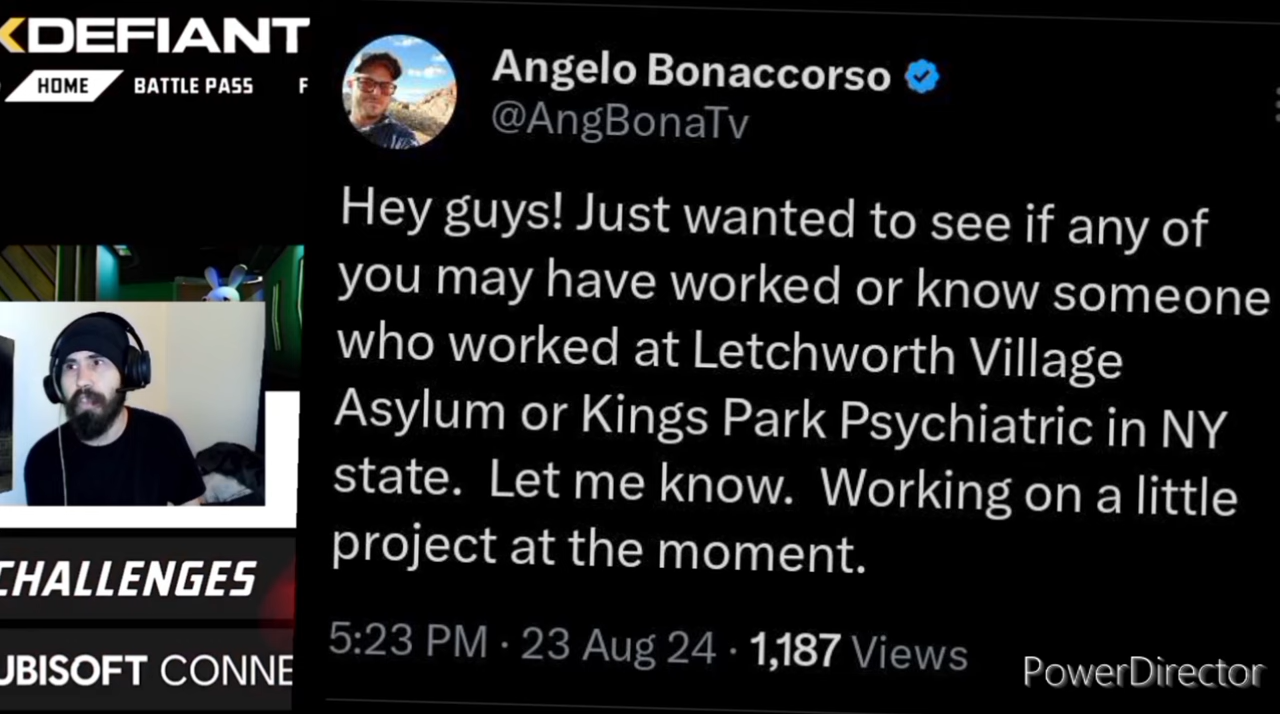 XDEFIANT
HOME BATTLE PASS F
CHALLENGES
UBISOFT CONNE
Angelo Bonaccorso
@AngBonaTv
Hey guys! Just wanted to see if any of
you may have worked or know someone
who worked at Letchworth Village
Asylum or Kings Park Psychiatric in NY
state. Let me know. Working on a little
project at the moment.
5:23 PM · 23 Aug 24 · 1,187 Views
PowerDirector